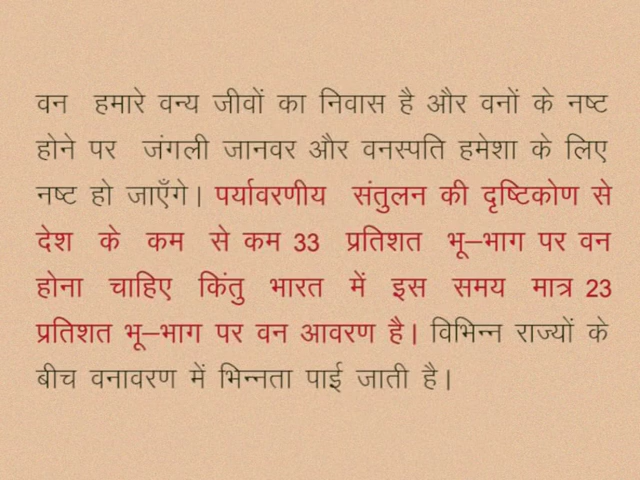 वन हमारे वन्य जीवों का निवास है और वनों के नष्ट
होने पर जंगली जानवर और वनस्पति हमेशा के लिए
नष्ट हो जाएँगे। पर्यावरणीय संतुलन की दृष्टिकोण से
देश के कम से कम 33 प्रतिशत भू–भाग पर वन
होना चाहिए किंतु भारत में इस समय मात्र 23
प्रतिशत भू–भाग पर वन आवरण है। विभिन्न राज्यों के
बीच वनावरण में भिन्नता पाई जाती है।